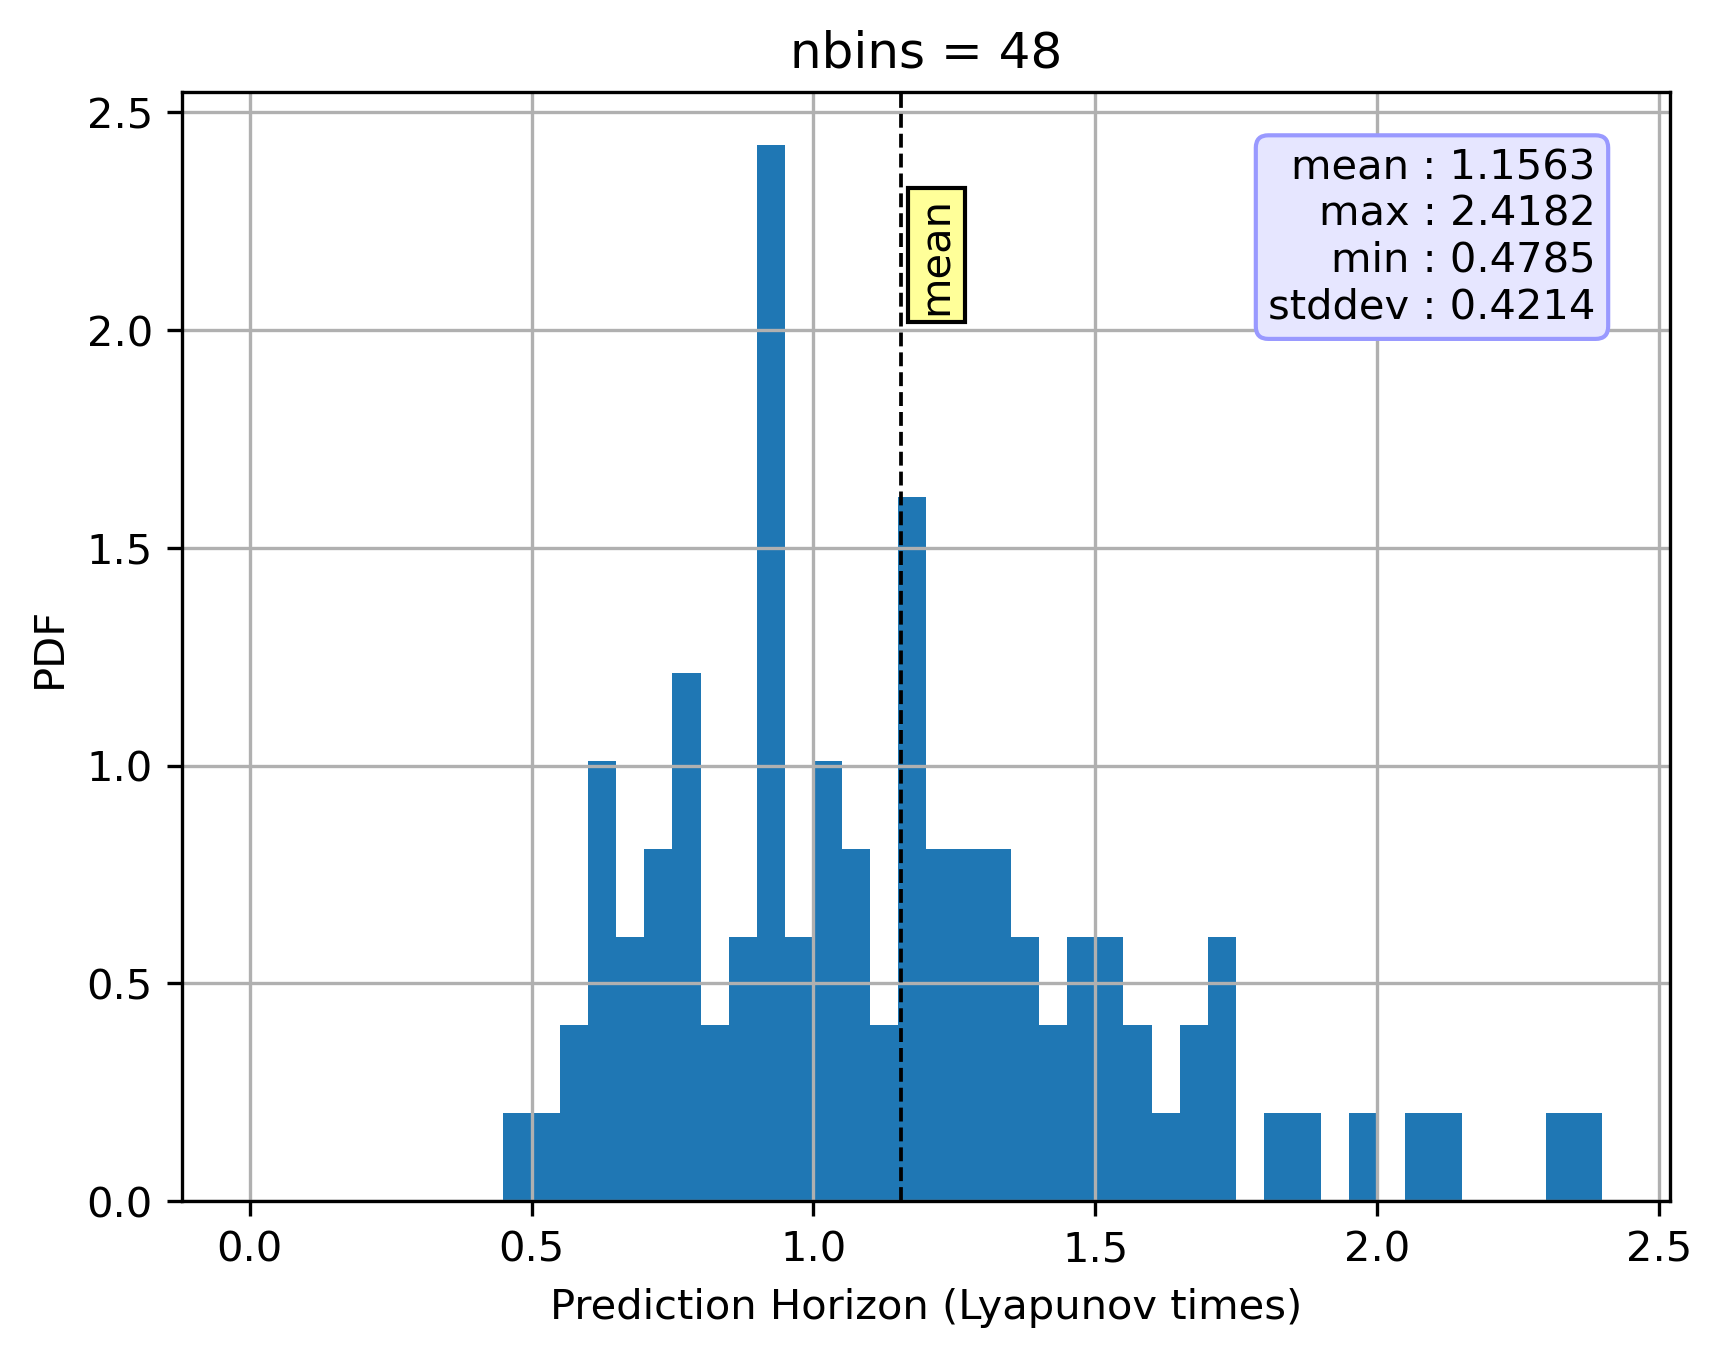 nbins = 48
2.5
2.0
1.5
1.0
0.5
0.0
PDF
mean
mean : 1.1563
max : 2.4182
min : 0.4785
stddev : 0.4214
0.0 0.5 1.0 1.5 2.0 2.5
Prediction Horizon (Lyapunov times)